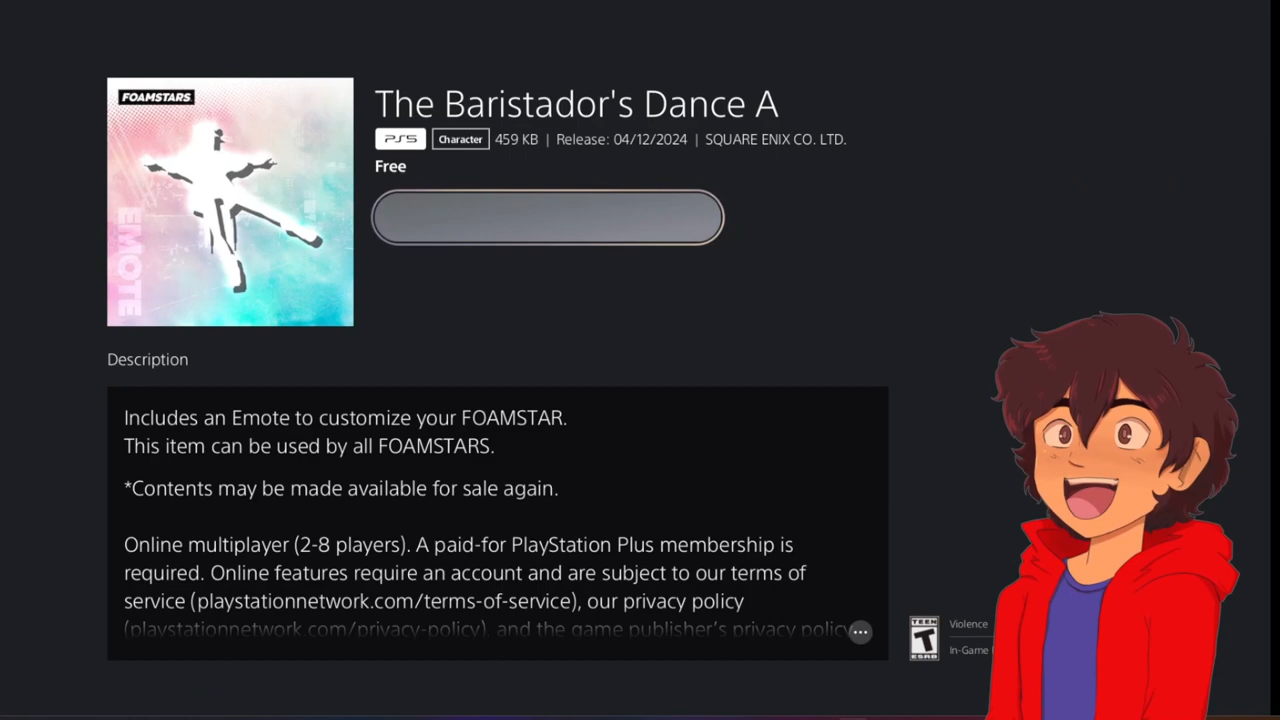 FOAMSTARS
EMOTE
The Baristador's Dance A
PS5 Character 459 KB | Release: 04/12/2024 | SQUARE ENIX CO. LTD.
Free
Description
Includes an Emote to customize your FOAMSTAR.
This item can be used by all FOAMSTARS.
*Contents may be made available for sale again.
Online multiplayer (2-8 players). A paid-for PlayStation Plus membership is
required. Online features require an account and are subject to our terms of
service (playstationnetwork.com/terms-of-service), our privacy policy
(playstationnetwork.com/privacy-policy), and the game publisher's privacy policy
TEEN
T
ESRB
Violence
In-Game